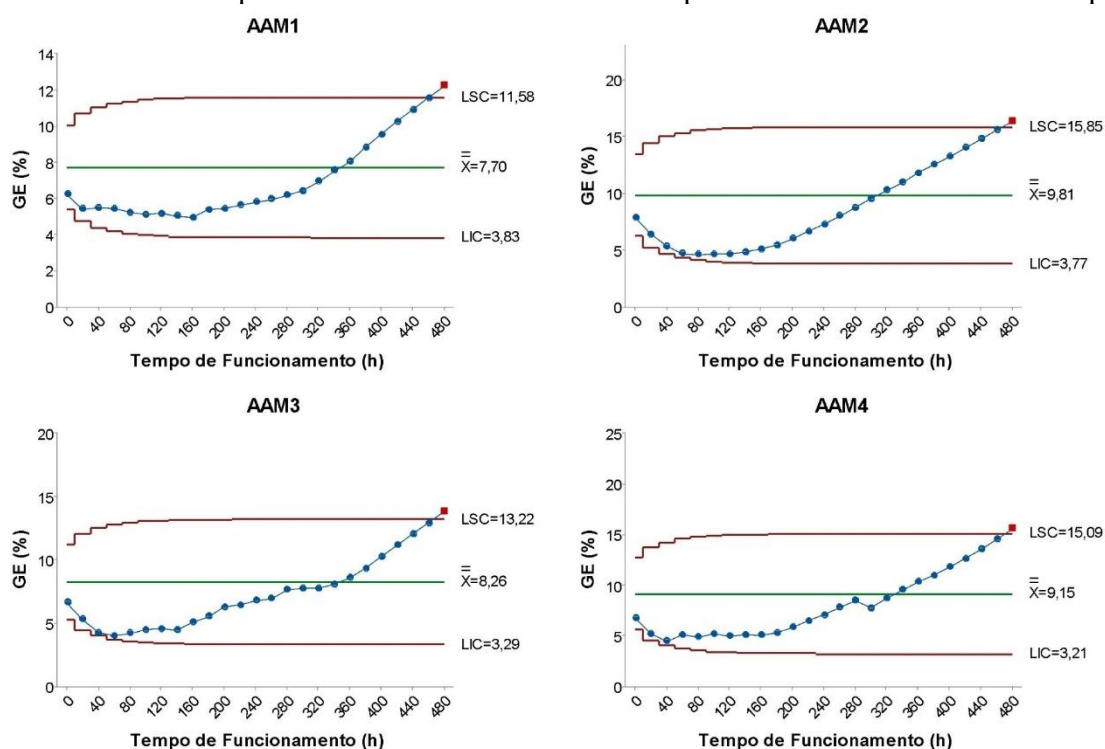 AAM1
14
12
10
8
6
4
2
0
GE (%)
LSC=11,58
X=7,70
LIC=3,83
0 40 80 120 160 200 240 280 320 360 400 440 480
Tempo de Funcionamento (h)
AAM2
20
15
10
5
0
GE (%)
LSC=15,85
X=9,81
LIC=3,77
0 40 80 120 160 200 240 280 320 360 400 440 480
Tempo de Funcionamento (h)
AAM3
20
15
10
5
0
GE (%)
LSC=13,22
X=8,26
LIC=3,29
0 40 80 120 160 200 240 280 320 360 400 440 480
Tempo de Funcionamento (h)
AAM4
25
20
15
10
5
0
GE (%)
LSC=15,09
X=9,15
LIC=3,21
0 40 80 120 160 200 240 280 320 360 400 440 480
Tempo de Funcionamento (h)